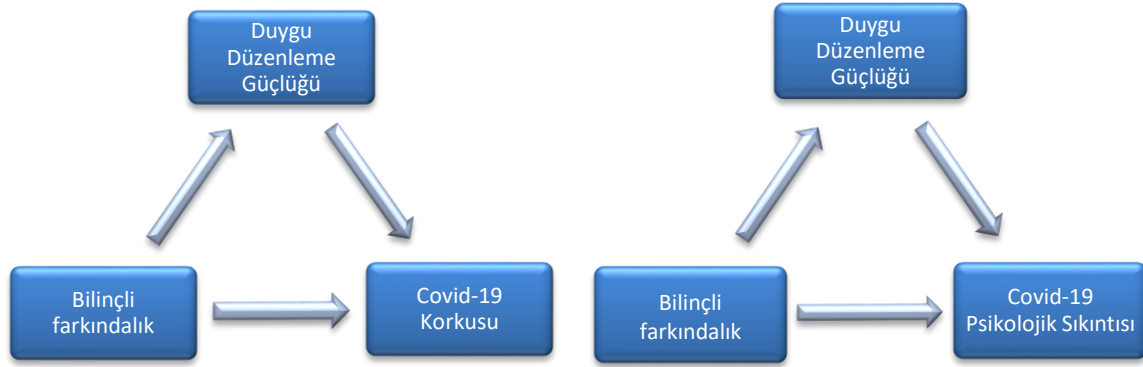 Duygu
Düzenleme
Güçlüğü
Bilinçli
farkındalık
Covid-19
Korkusu
Duygu
Düzenleme
Güçlüğü
Bilinçli
farkındalık
Covid-19
Psikolojik Sıkıntısı